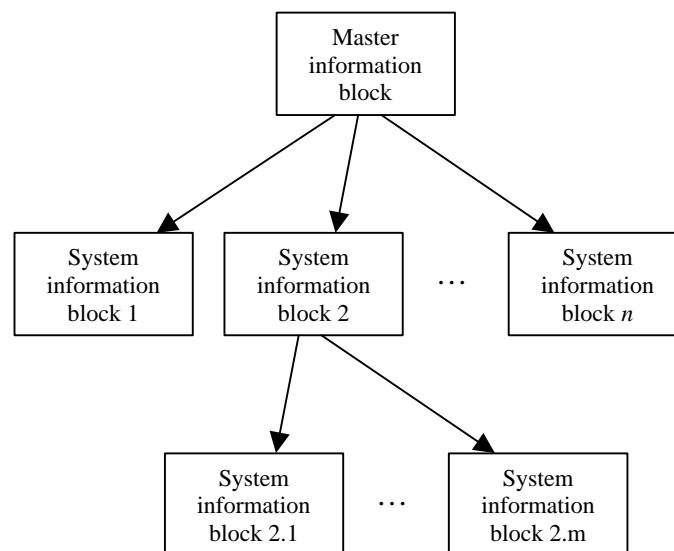 Master
information
block
System
information
block 1
System
information
block 2
…
System
information
block n
System
information
block 2.1
…
System
information
block 2.m